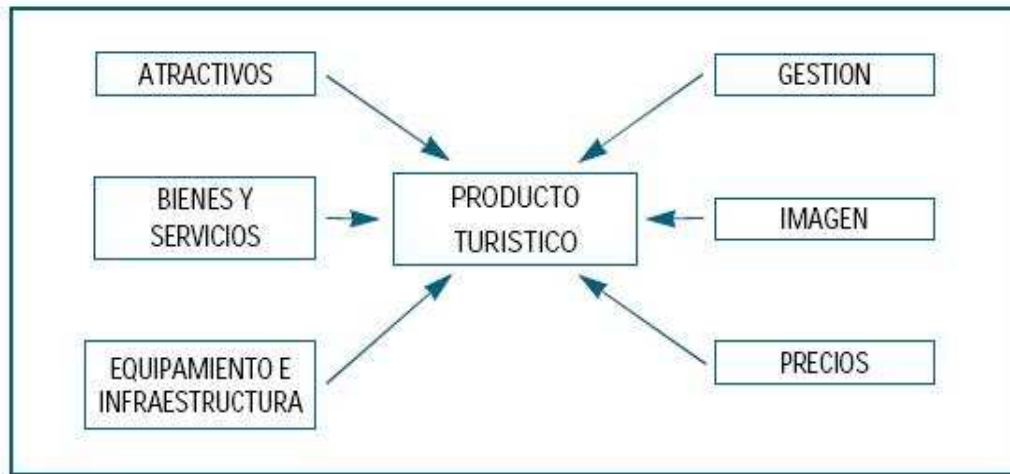 ATRACTIVOS
GESTION
BIENES Y
SERVICIOS
PRODUCTO
TURISTICO
IMAGEN
EQUIPAMIENTO E
INFRAESTRUCTURA
PRECIOS